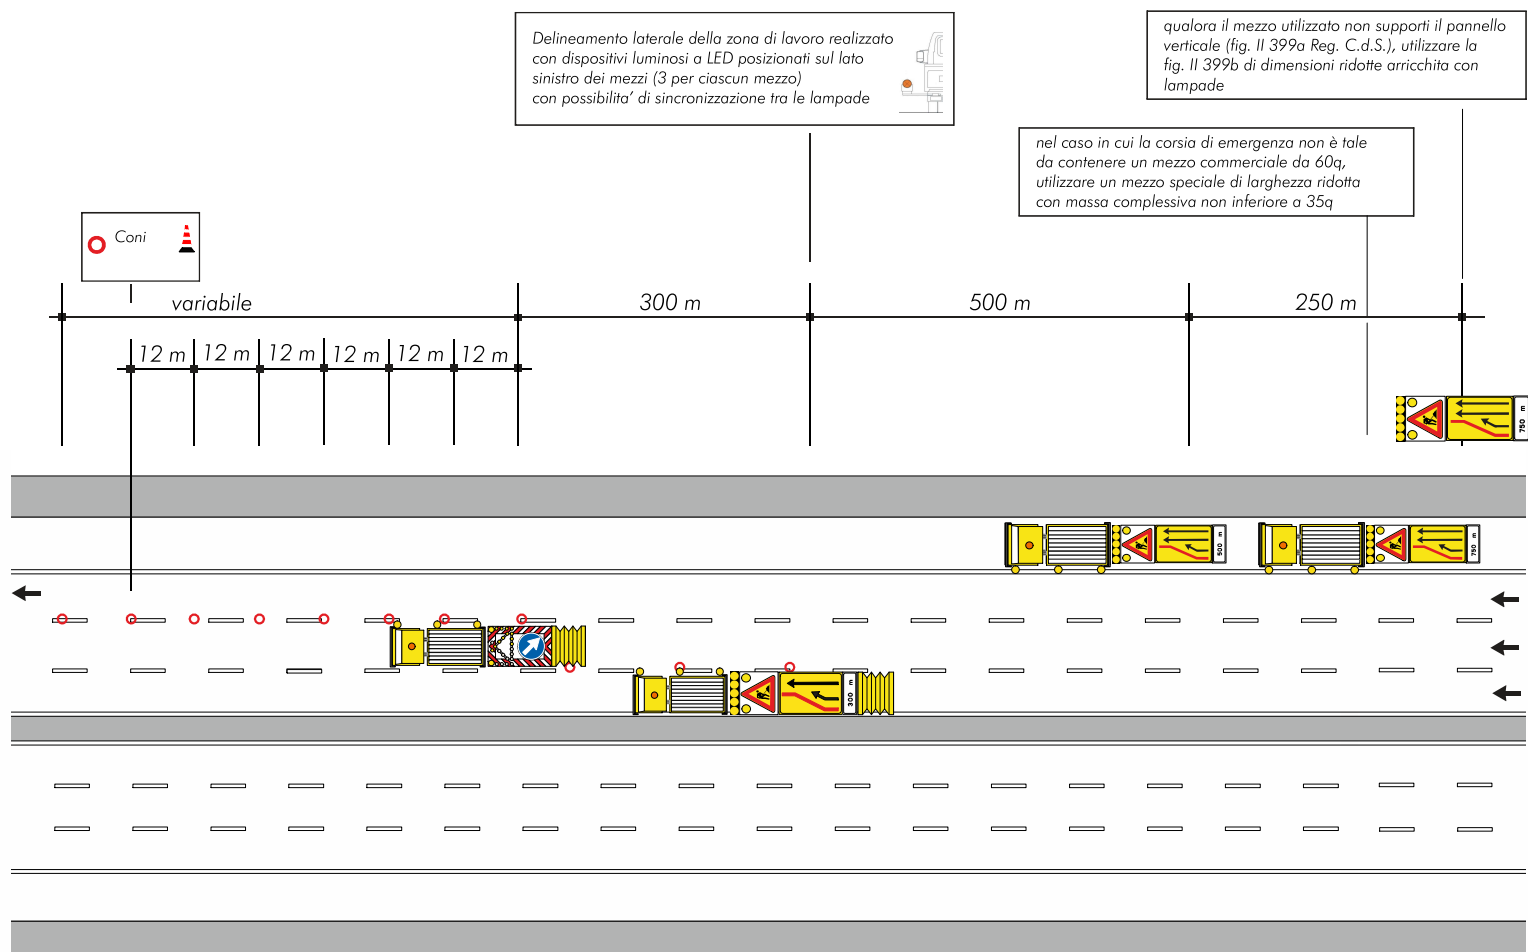 Delineamento laterale della zona di lavoro realizzato
con dispositivi luminosi a LED posizionati sul lato
sinistro dei mezzi (3 per ciascun mezzo)
con possibilita' di sincronizzazione tra le lampade
qualora il mezzo utilizzato non supporti il pannello
verticale (fig. II 399a Reg. C.d.S.), utilizzare la
fig. II 399b di dimensioni ridotte arricchita con
lampade
nel caso in cui la corsia di emergenza non è tale
da contenere un mezzo commerciale da 60q,
utilizzare un mezzo speciale di larghezza ridotta
con massa complessiva non inferiore a 35q
Coni
variabile
300 m
500 m
250 m
12 m
12 m
12 m
12 m
12 m
12 m
750 m
500 m
750 m
300 m